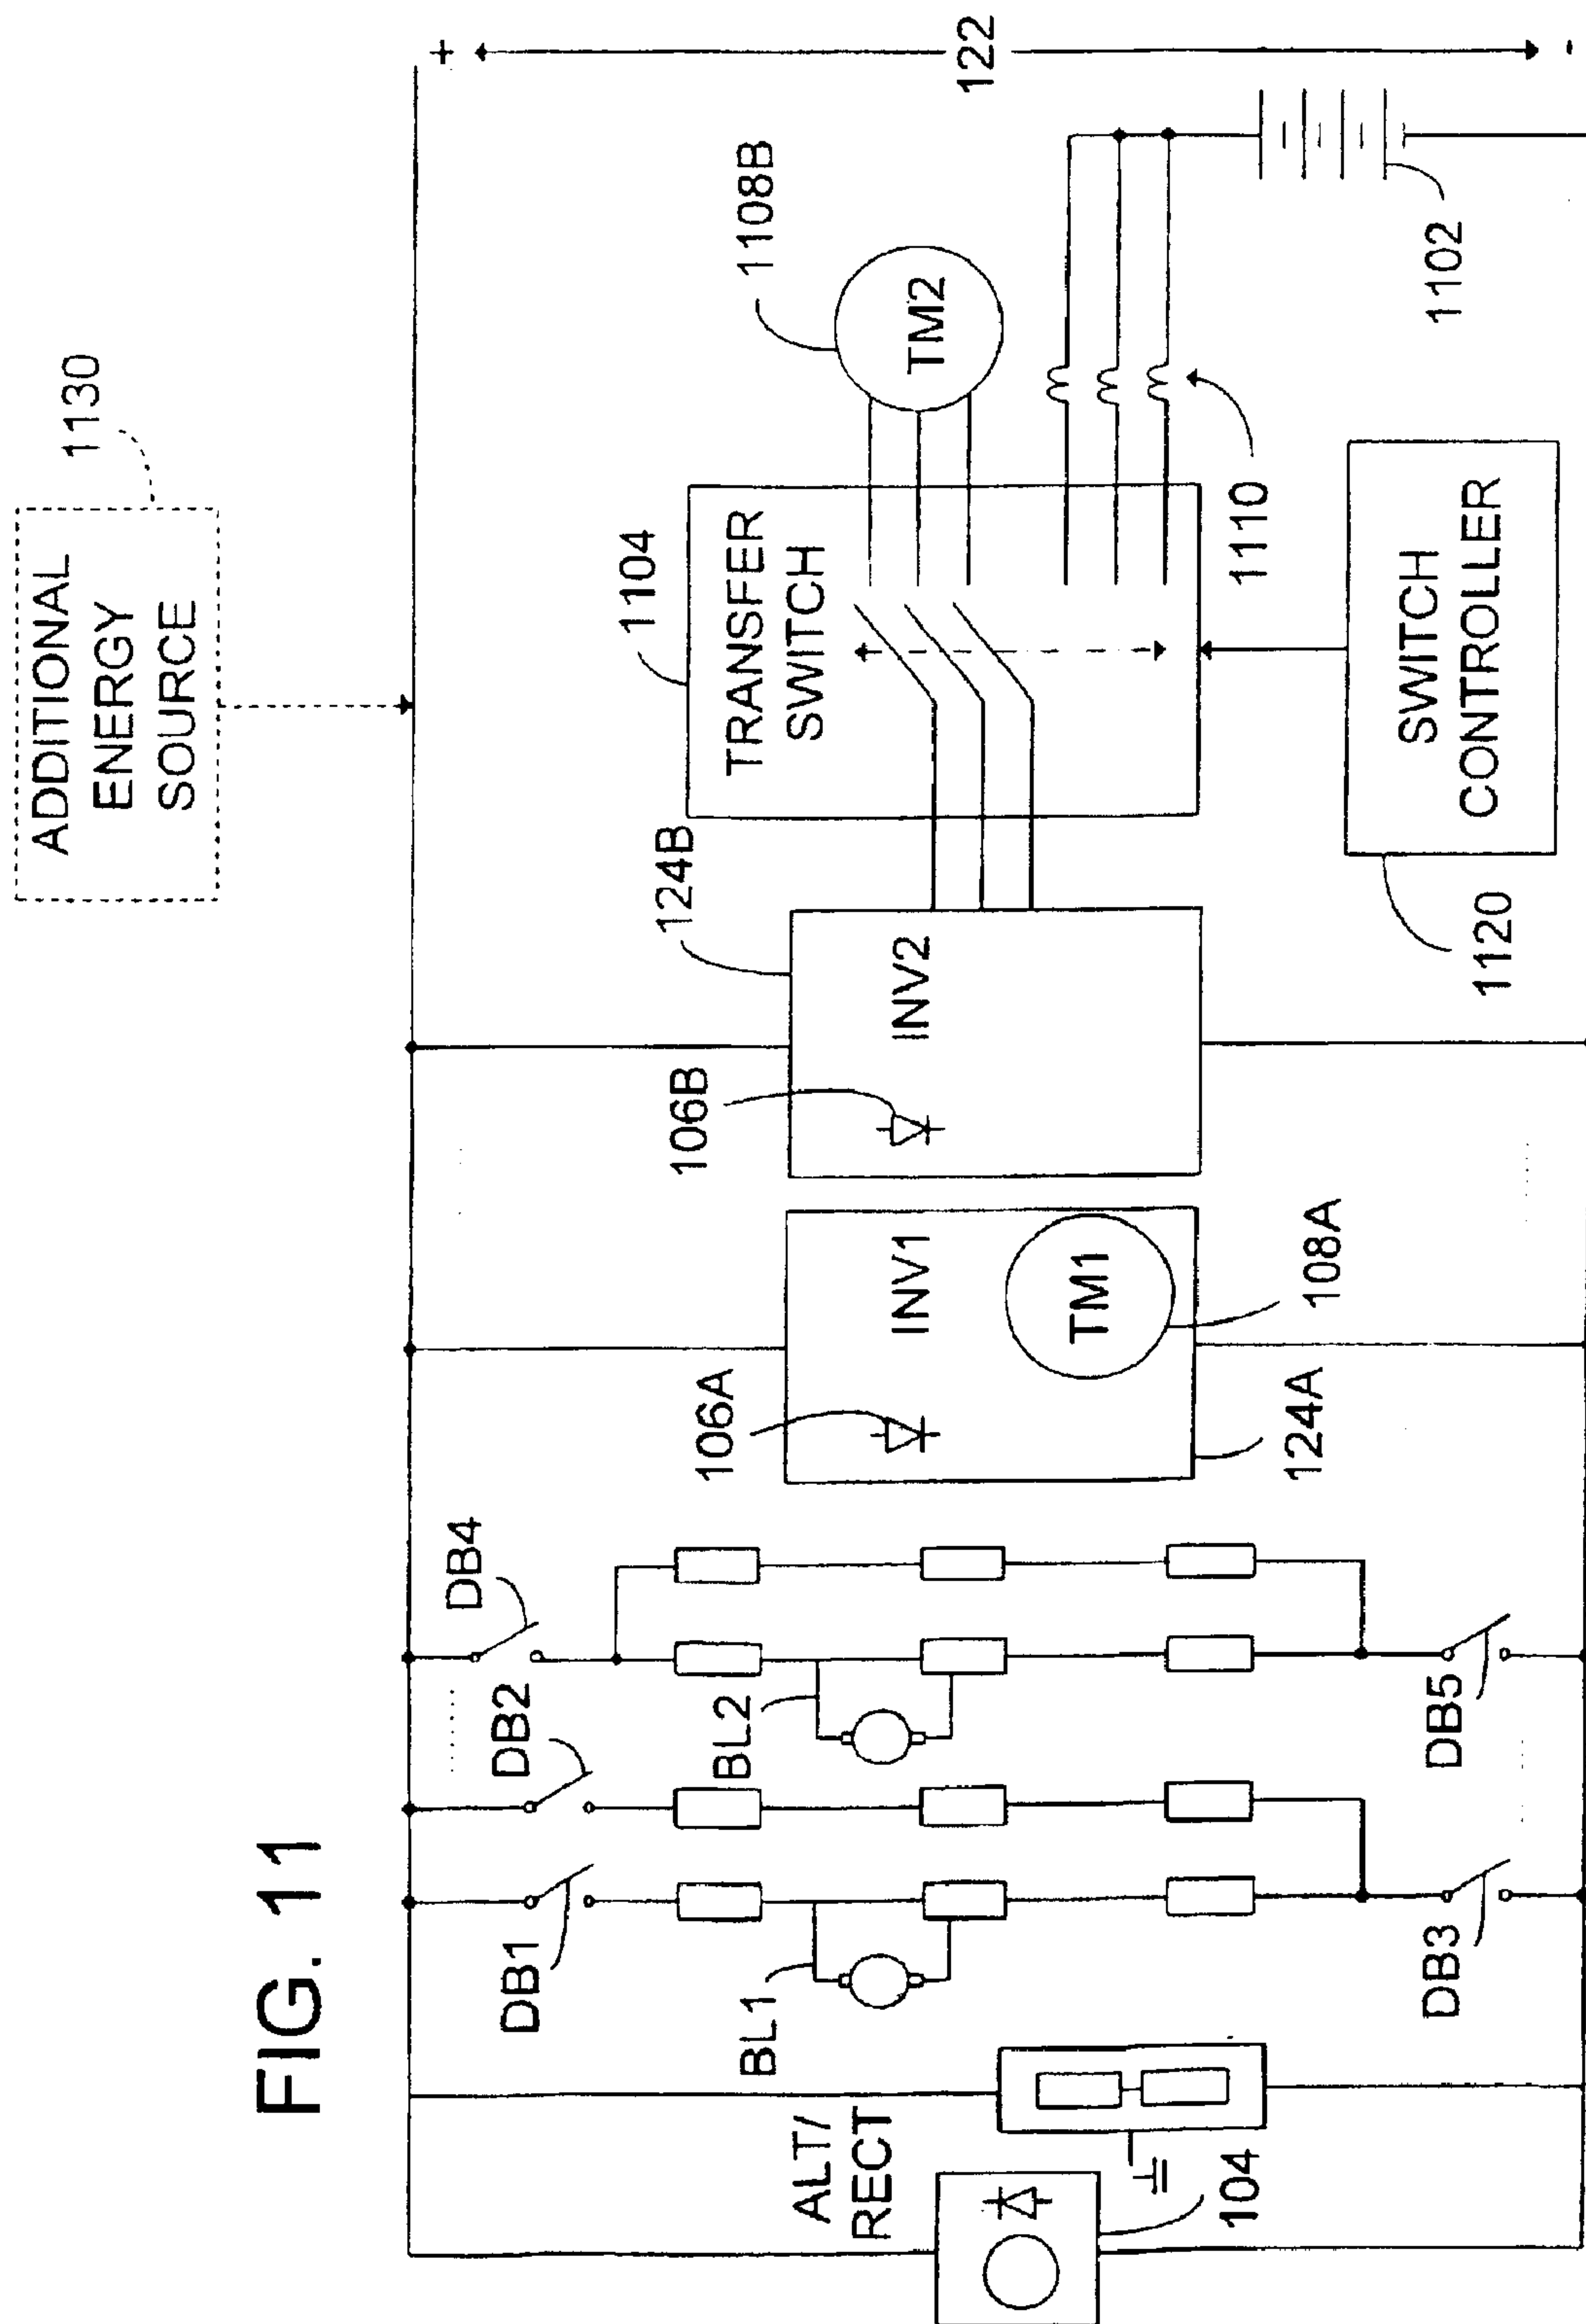 FIG. 11
ADDITIONAL
ENERGY
SOURCE
1130
+
122
-
ALT/
RECT
104
DB1
DB2
DB4
BL1
BL2
DB3
DB5
106A
INV1
TM1
108A
124A
106B
INV2
124B
1104
TRANSFER
SWITCH
TM2
1108B
1110
1102
SWITCH
CONTROLLER
1120